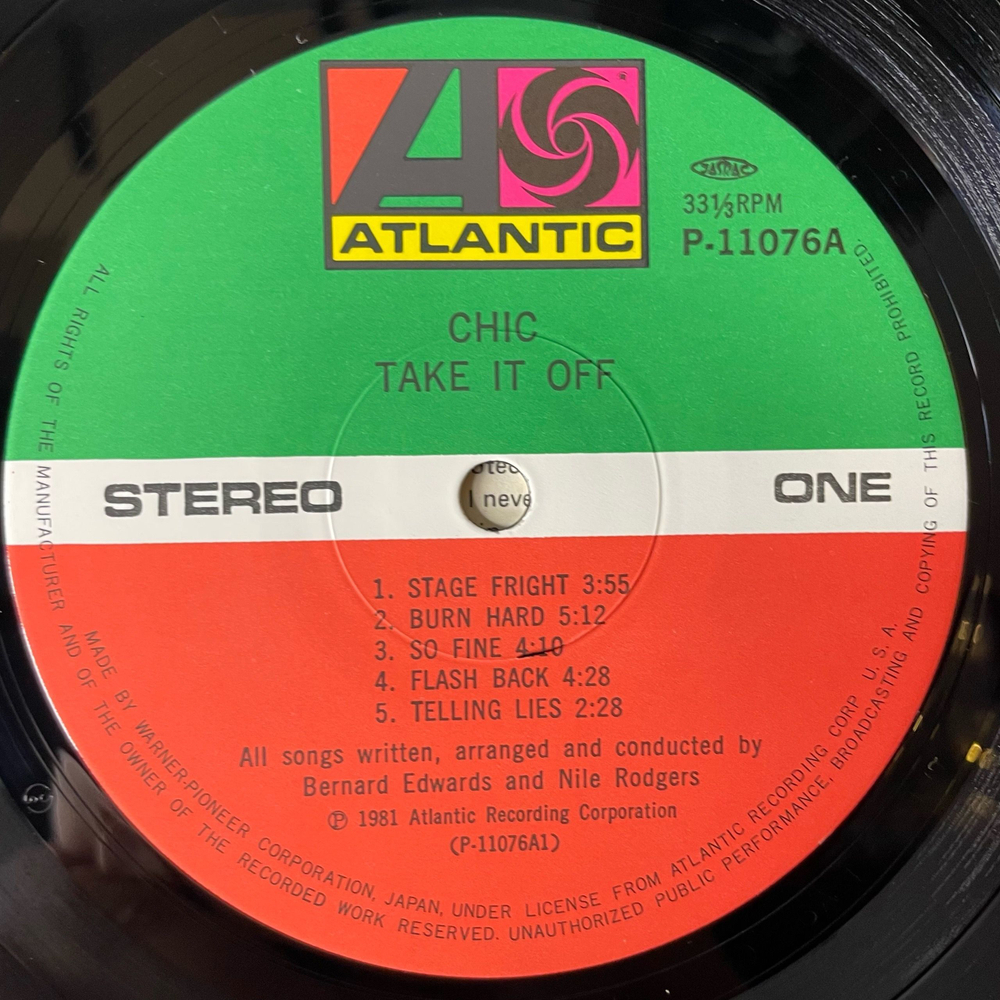 A
ATLANTIC
JASRAC
33⅓RPM
P-11076A
CHIC
TAKE IT OFF
STEREO
ONE
I neve
1. STAGE FRIGHT 3:55
2. BURN HARD 5:12
3. SO FINE 4:10
4. FLASH BACK 4:28
5. TELLING LIES 2:28
All songs written, arranged and conducted by
Bernard Edwards and Nile Rodgers
Ⓟ 1981 Atlantic Recording Corporation
(P-11076A1)
MADE BY WARNER-PIONEER CORPORATION, JAPAN, UNDER LICENSE FROM ATLANTIC RECORDING CORP U. S. A.
ALL RIGHTS OF THE MANUFACTURER AND OF THE OWNER OF THE RECORDED WORK RESERVED. UNAUTHORIZED PUBLIC PERFORMANCE, BROADCASTING AND COPYING OF THIS RECORD PROHIBITED.